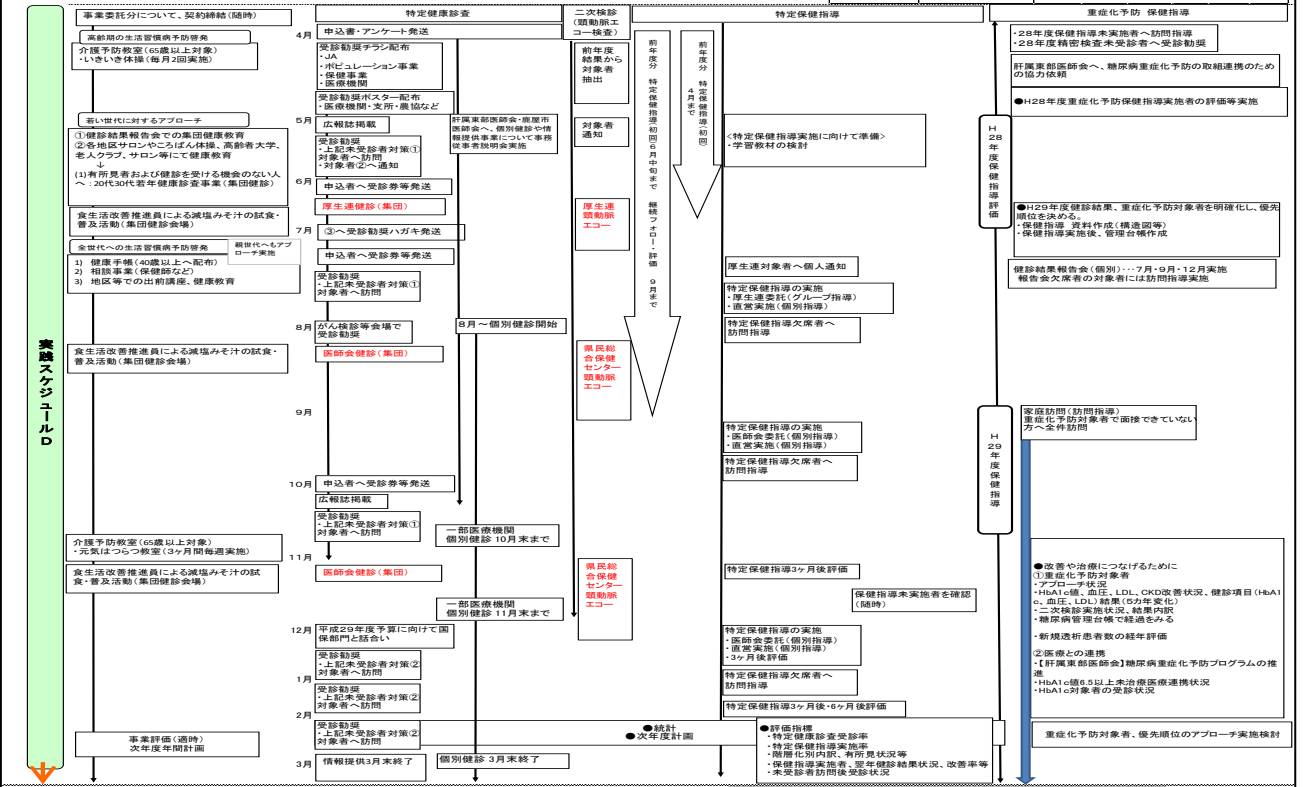 実践スケジュールD
事業委託分について、契約締結(随時)
高齢期の生活習慣病予防啓発
介護予防教室(65歳以上対象)
・いきいき体操(毎月2回実施)
若い世代に対するアプローチ
①健診結果報告会での集団健康教育
②各地区サロンやころばん体操、高齢者大学、
老人クラブ、サロン等にて健康教育
↓
(1)有所見者および健診を受ける機会のない人
へ:20代30代若年健康診査事業(集団健診)
食生活改善推進員による減塩みそ汁の試食・
普及活動(集団健診会場)
全世代への生活習慣病予防啓発
親世代へもアプ
ローチ実施
1) 健康手帳(40歳以上へ配布)
2) 相談事業(保健師など)
3) 地区等での出前講座、健康教育
食生活改善推進員による減塩みそ汁の試食・
普及活動(集団健診会場)
介護予防教室(65歳以上対象)
・元気はつらつ教室(3ヶ月間毎週実施)
食生活改善推進員による減塩みそ汁の試
食・普及活動(集団健診会場)
事業評価(適時)
次年度年間計画
特定健康診査
4月
申込書・アンケート発送
受診勧奨チラシ配布
・JA
・ポピュレーション事業
・保健事業
・医療機関
受診勧奨ポスター配布
・医療機関・支所・農協など
5月
広報誌掲載
受診勧奨
・上記未受診者対策①
対象者へ訪問
・対象者②へ通知
肝属東部医師会・鹿屋市
医師会へ、個別健診や情
報提供事業について事務
従事者説明会実施
6月
申込者へ受診券等発送
厚生連健診(集団)
7月
③へ受診勧奨ハガキ発送
申込者へ受診券等発送
受診勧奨
・上記未受診者対策①
対象者へ訪問
8月
がん検診等会場で
受診勧奨
8月～個別健診開始
医師会健診(集団)
9月
10月
申込者へ受診券等発送
広報誌掲載
受診勧奨
・上記未受診者対策①
対象者へ訪問
一部医療機関
個別健診 10月末まで
11月
医師会健診(集団)
一部医療機関
個別健診 11月末まで
12月
平成29年度予算に向けて国
保部門と話合い
受診勧奨
・上記未受診者対策②
対象者へ訪問
1月
受診勧奨
・上記未受診者対策②
対象者へ訪問
2月
受診勧奨
・上記未受診者対策②
対象者へ訪問
3月
情報提供3月末終了
個別健診 3月末終了
●統計
●次年度計画
二次検診
(頸動脈エ
コー検査)
前年度
結果から
対象者
抽出
対象者
通知
厚生連
頸動脈
エコー
県民総
合保健
センター
頸動脈
エコー
県民総
合保健
センター
頸動脈
エコー
特定保健指導
前年度分 特定保健指導(初回)6月中旬まで 継続フォロー・評価 9月まで
前年度分 特定保健指導(初回)
4月まで
<特定保健指導実施に向けて準備>
・学習教材の検討
厚生連対象者へ個人通知
特定保健指導の実施
・厚生連委託(グループ指導)
・直営実施(個別指導)
特定保健指導欠席者へ
訪問指導
特定保健指導の実施
・医師会委託(個別指導)
・直営実施(個別指導)
特定保健指導欠席者へ
訪問指導
特定保健指導3ヶ月後評価
保健指導未実施者を確認
(随時)
特定保健指導の実施
・医師会委託(個別指導)
・直営実施(個別指導)
・3ヶ月後評価
特定保健指導欠席者へ
訪問指導
特定保健指導3ヶ月後・6ヶ月後評価
●評価指標
・特定健康診査受診率
・特定保健指導実施率
・階層化別内訳、有所見状況等
・保健指導実施者、翌年健診結果状況、改善率等
・未受診者訪問後受診状況
重症化予防 保健指導
・28年度保健指導未実施者へ訪問指導
・28年度精密検査未受診者へ受診勧奨
肝属東部医師会へ、糖尿病重症化予防の取組連携のため
の協力依頼
●H28年度重症化予防保健指導実施者の評価等実施
H28年度保健指導評価
●H29年度健診結果、重症化予防対象者を明確化し、優先
順位を決める。
・保健指導 資料作成(構造図等)
・保健指導実施後、管理台帳作成
健診結果報告会(個別)…7月・9月・12月実施
報告会欠席者の対象者には訪問指導実施
H29年度保健指導
家庭訪問(訪問指導)
重症化予防対象者で面接できていない
方へ全件訪問
●改善や治療につなげるために
①重症化予防対象者
・アプローチ状況
・HbA1c値、血圧、LDL、CKD改善状況、健診項目(HbA1
c、血圧、LDL)結果(5カ年変化)
・二次検診実施状況、結果内訳
・糖尿病管理台帳で経過をみる
・新規透析患者数の経年評価
②医療との連携
・【肝属東部医師会】糖尿病重症化予防プログラムの推
進
・HbA1c値6.5以上未治療医療連携状況
・HbA1c対象者の受診状況
重症化予防対象者、優先順位のアプローチ実施検討